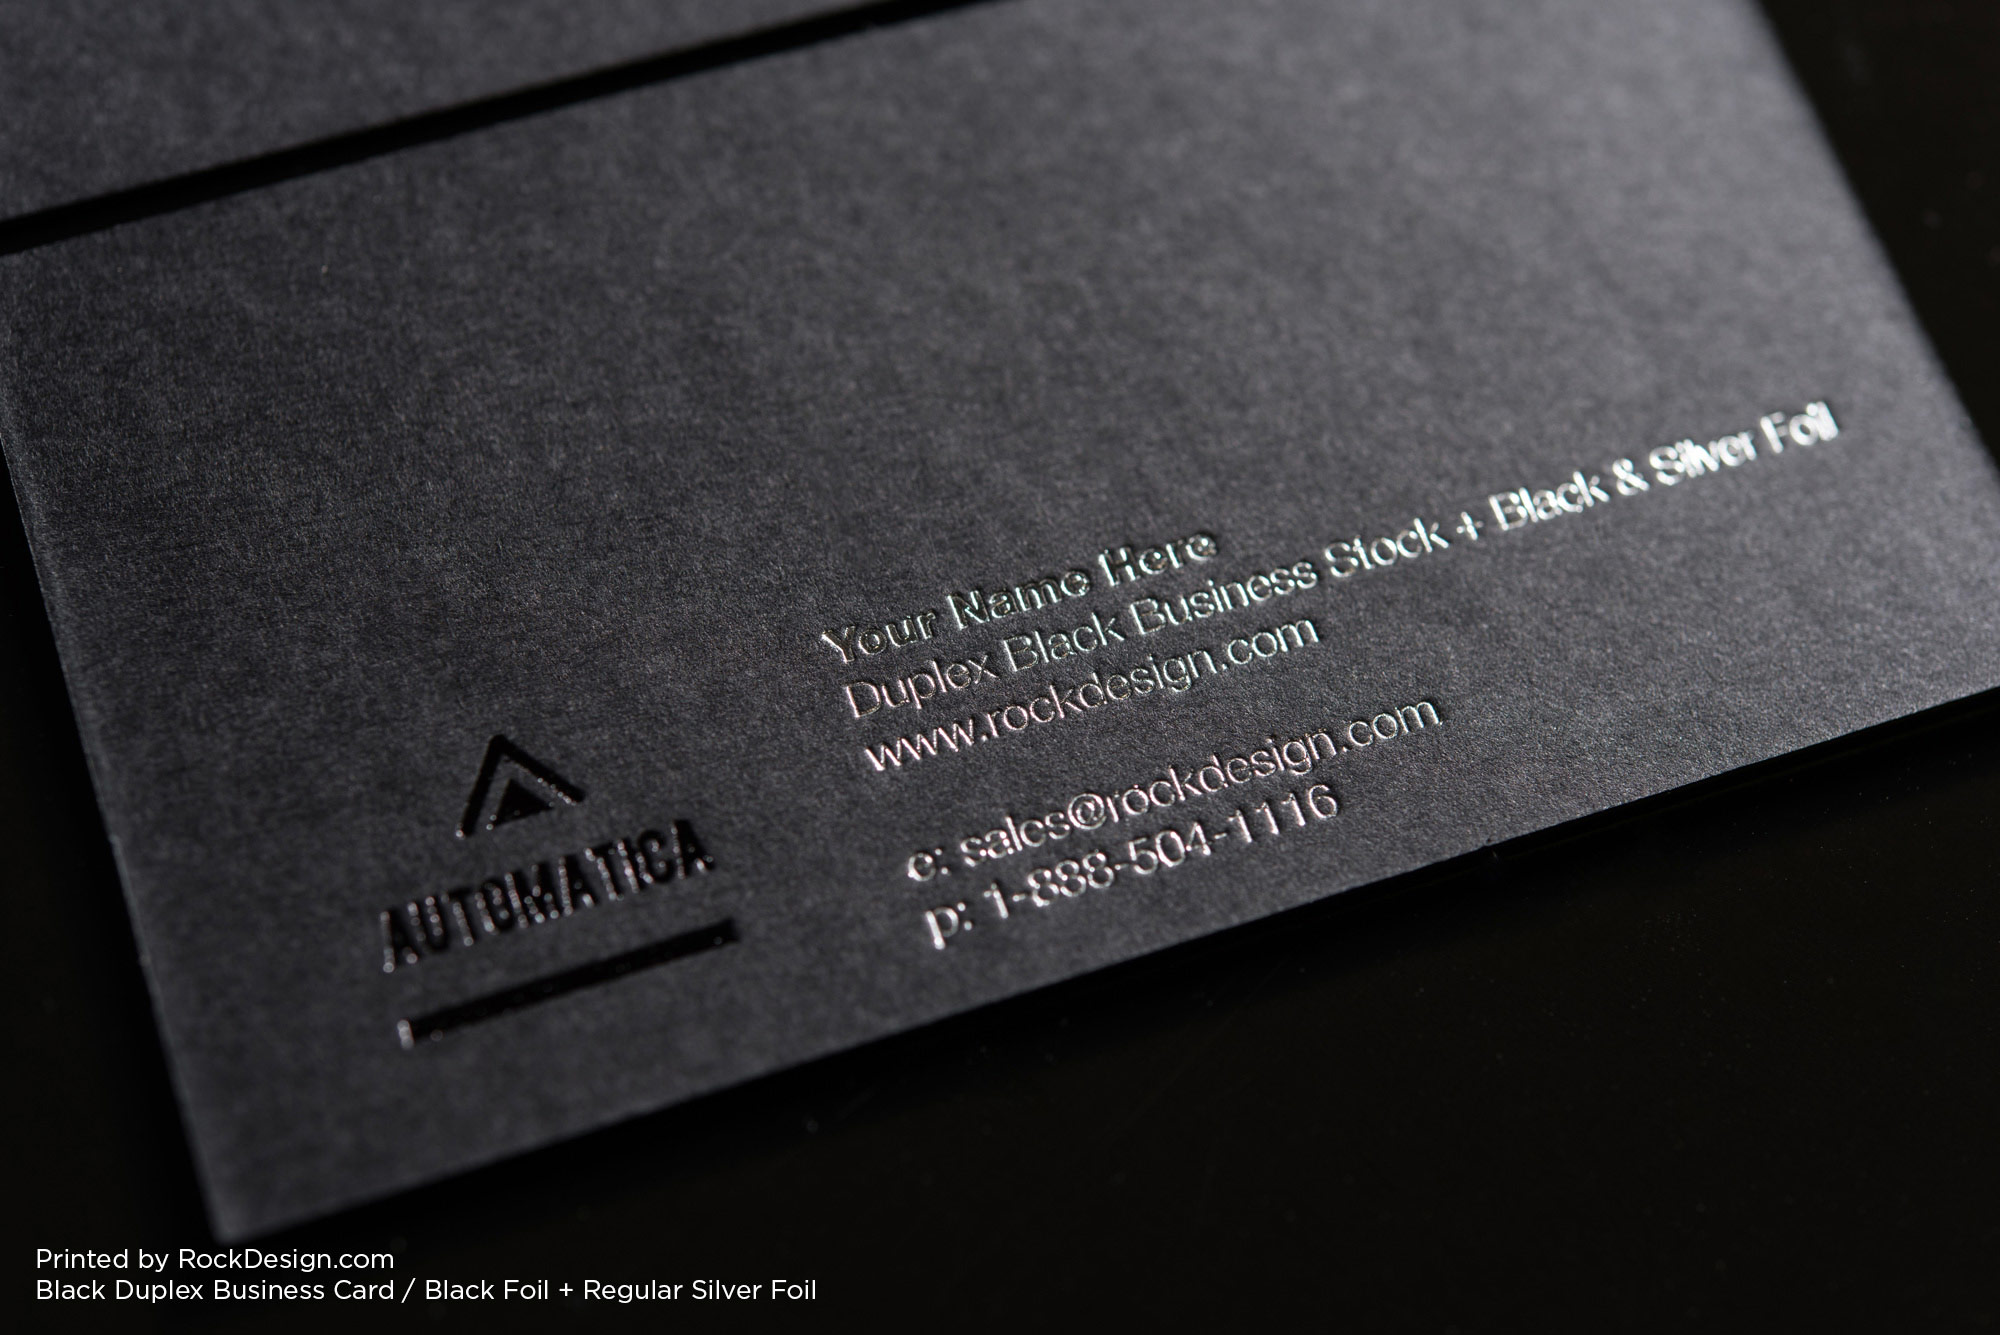 Your Name Here
Duplex Black Business Stock + Black & Silver Foil
www.rockdesign.com
e: sales@rockdesign.com
p: 1-888-504-1116
AUTOMATICA
Printed by RockDesign.com
Black Duplex Business Card / Black Foil + Regular Silver Foil